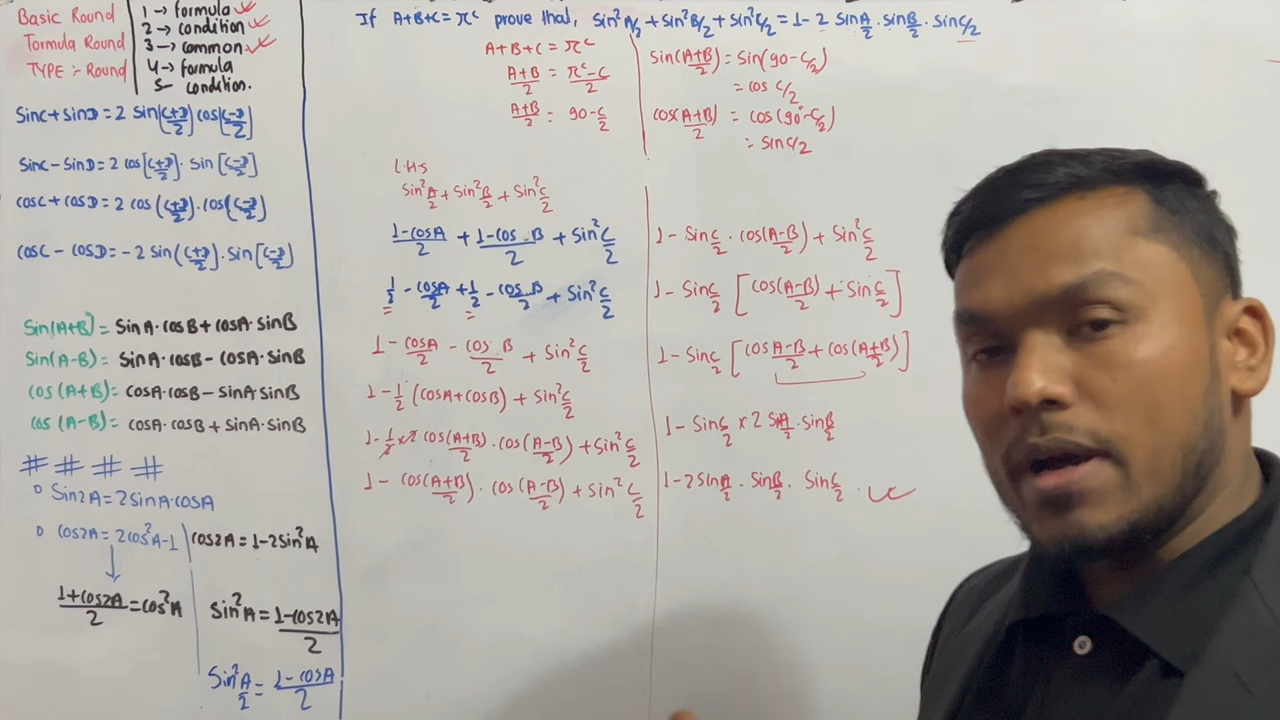 Basic Round
Formula Round
TYPE :- Round
1 → formula ✓
2 → condition ✓
3 → common ✓
4 → formula
5 - condition.
SinC + SinD = 2 Sin(C+D/2) cos(C-D/2)
SinC - SinD = 2 cos[C+D/2] · Sin[C-D/2]
cosC + cosD = 2 cos(C+D/2) · cos(C-D/2)
cosC - cosD = -2 Sin(C+D/2) · Sin[C-D/2]
Sin(A+B) = SinA · cosB + cosA · SinB
Sin(A-B) = SinA · cosB - cosA · SinB
cos(A+B) = cosA · cosB - SinA · SinB
cos(A-B) = cosA · cosB + SinA · SinB
# # # #
Sin2A = 2SinA · cosA
cos2A = 2cos²A - 1
1+cos2A/2 = cos²A
cos2A = 1 - 2Sin²A
Sin²A = 1-cos2A/2
Sin²A/2 = 1-cosA/2
If A+B+C = πᶜ prove that, Sin²A/2 + Sin²B/2 + Sin²C/2 = 1 - 2 SinA/2 · SinB/2 · SinC/2
A+B+C = πᶜ
A+B/2 = πᶜ-C/2
A+B/2 = 90 - C/2
Sin(A+B/2) = Sin(90 - C/2)
= cos C/2
cos(A+B/2) = cos(90° - C/2)
= SinC/2
L.H.S
Sin²A/2 + Sin²B/2 + Sin²C/2
1-cosA/2 + 1-cosB/2 + Sin²C/2
1/2 - cosA/2 + 1/2 - cosB/2 + Sin²C/2
1 - cosA/2 - cosB/2 + Sin²C/2
1 - 1/2 (cosA + cosB) + Sin²C/2
1 - 1/2 × 2 cos(A+B/2) · cos(A-B/2) + Sin²C/2
1 - cos(A+B/2) · cos(A-B/2) + Sin²C/2
1 - SinC/2 · cos(A-B/2) + Sin²C/2
1 - SinC/2 [cos(A-B/2) + SinC/2]
1 - SinC/2 [cosA-B/2 + cos(A+B/2)]
1 - SinC/2 × 2 SinA/2 · SinB/2
1 - 2SinA/2 · SinB/2 · SinC/2 .